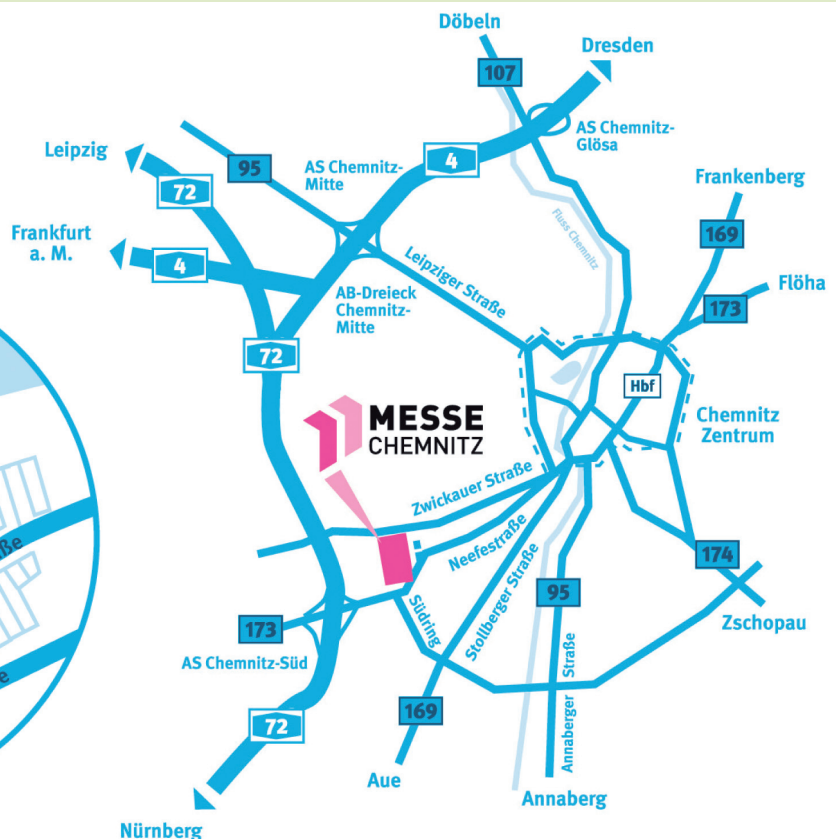 Döbeln
107
Dresden
AS Chemnitz-
Glösa
Leipzig
72
95
AS Chemnitz-
Mitte
4
Frankenberg
169
Frankfurt
a. M.
4
Fluss Chemnitz
Leipziger Straße
Flöha
173
AB-Dreieck
Chemnitz-
Mitte
72
Hbf
Chemnitz
Zentrum
MESSE
CHEMNITZ
Zwickauer Straße
Neefestraße
Stollberger Straße
174
95
Südring
173
AS Chemnitz-Süd
Zschopau
Annaberger Straße
169
72
Aue
Annaberg
Nürnberg
ße
e